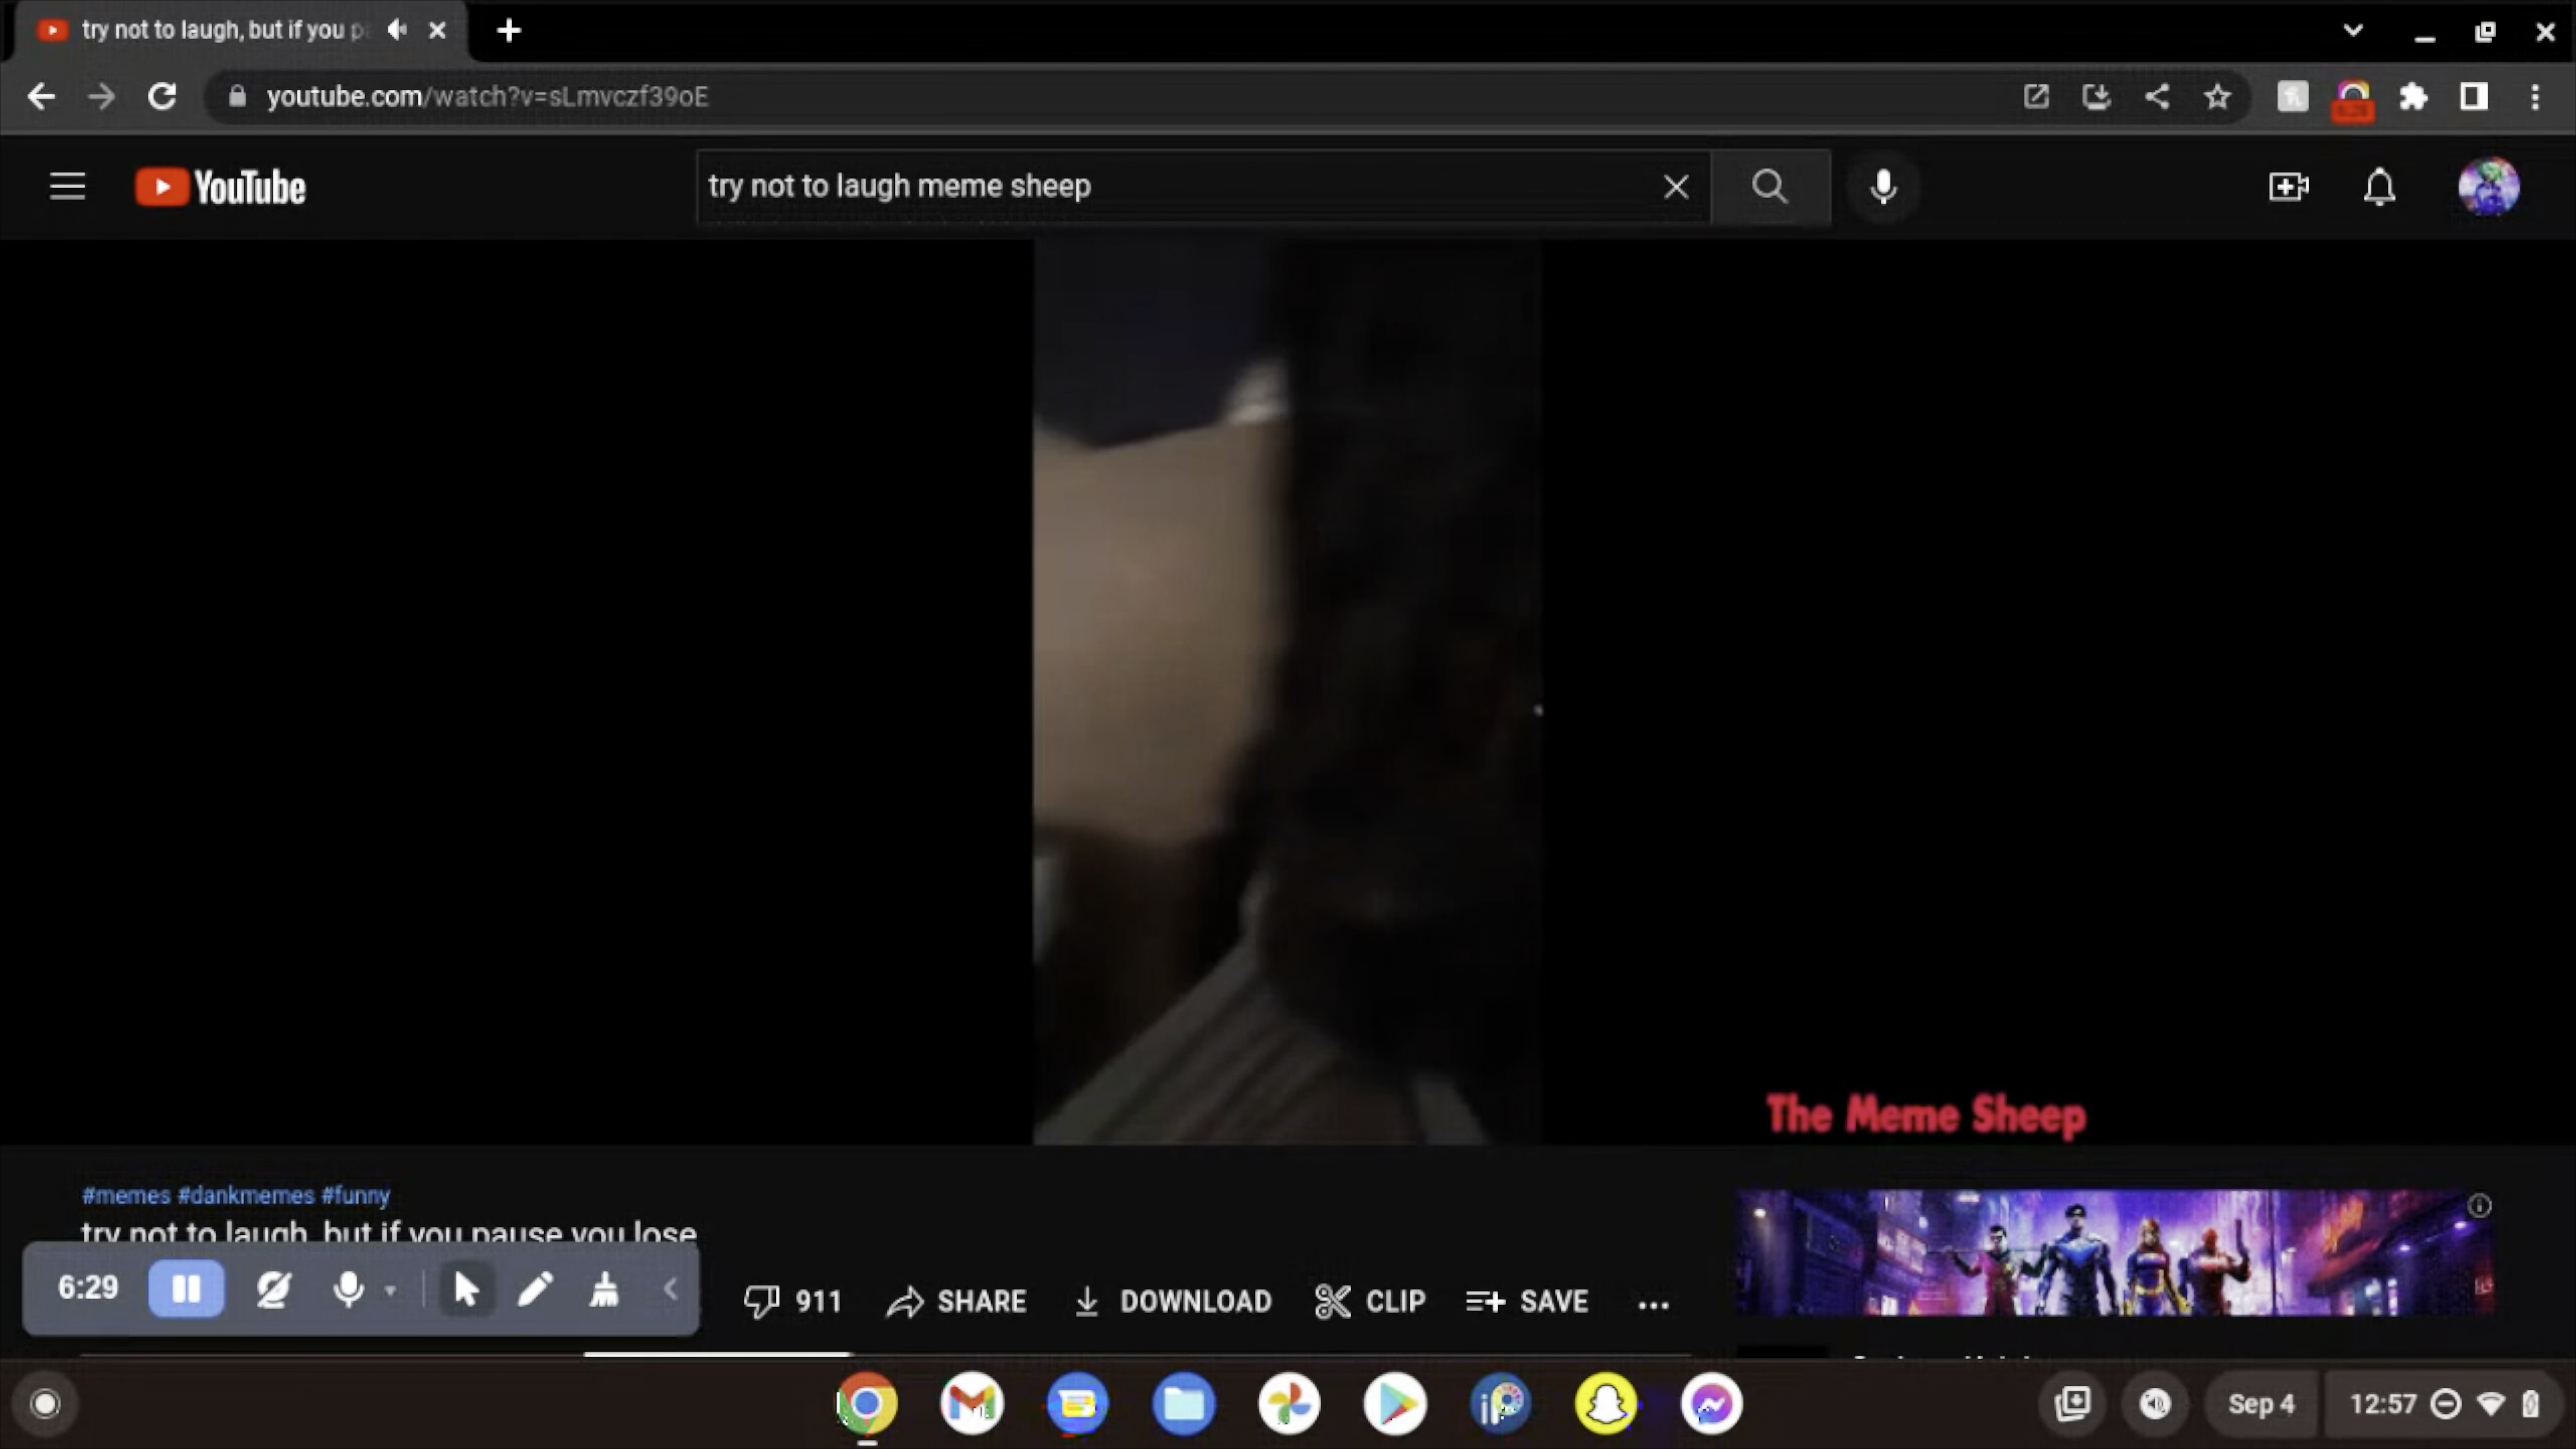 try not to laugh, but if you p
youtube.com/watch?v=sLmvczf39oE
YouTube
try not to laugh meme sheep
The Meme Sheep
#memes #dankmemes #funny
try not to laugh, but if you pause you lose
6:29
911
SHARE
DOWNLOAD
CLIP
SAVE
Sep 4
12:57